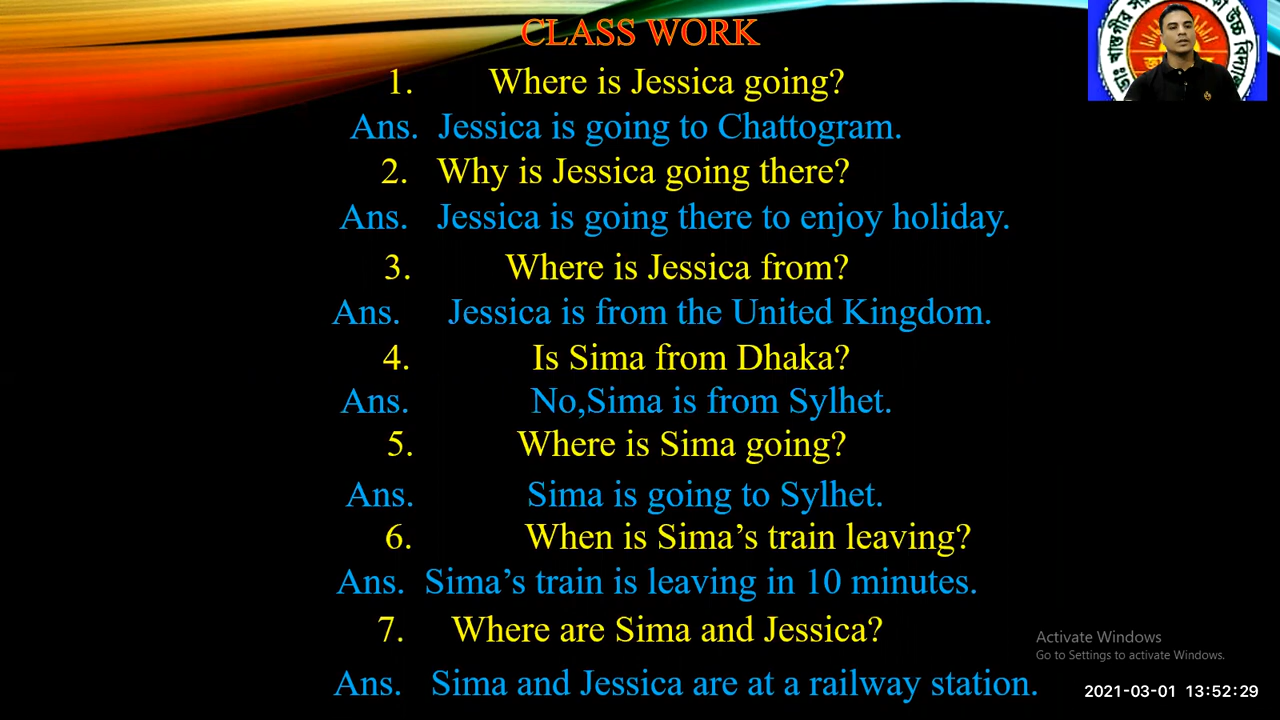 CLASS WORK
1. Where is Jessica going?
Ans. Jessica is going to Chattogram.
2. Why is Jessica going there?
Ans. Jessica is going there to enjoy holiday.
3. Where is Jessica from?
Ans. Jessica is from the United Kingdom.
4. Is Sima from Dhaka?
Ans. No,Sima is from Sylhet.
5. Where is Sima going?
Ans. Sima is going to Sylhet.
6. When is Sima’s train leaving?
Ans. Sima’s train is leaving in 10 minutes.
7. Where are Sima and Jessica?
Ans. Sima and Jessica are at a railway station.
Activate Windows
Go to Settings to activate Windows.
2021-03-01 13:52:29